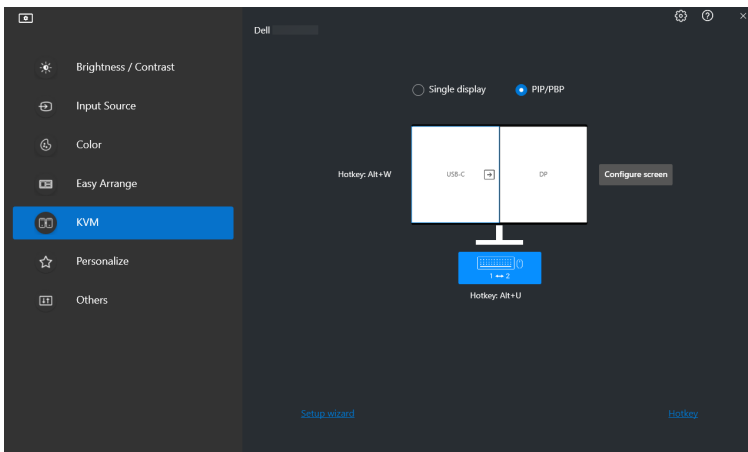 Dell
Brightness / Contrast
Input Source
Color
Easy Arrange
KVM
Personalize
Others
Single display
PIP/PBP
Hotkey: Alt+W
USB-C
DP
Configure screen
1 ↔ 2
Hotkey: Alt+U
Setup wizard
Hotkey